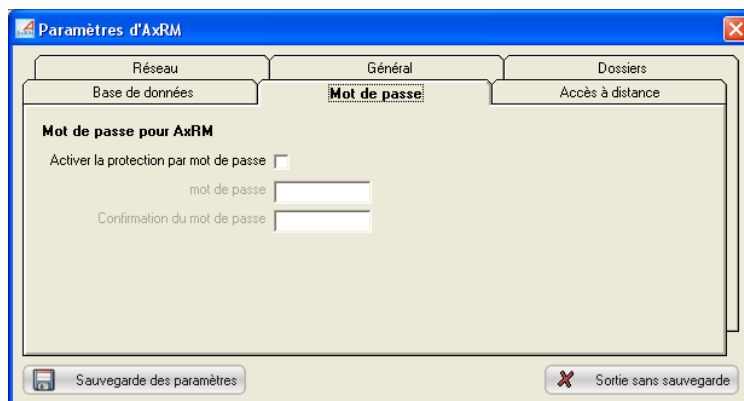 Paramètres d'AxRM
Réseau
Général
Dossiers
Base de données
Mot de passe
Accès à distance
Mot de passe pour AxRM
Activer la protection par mot de passe
mot de passe
Confirmation du mot de passe
Sauvegarde des paramètres
Sortie sans sauvegarde